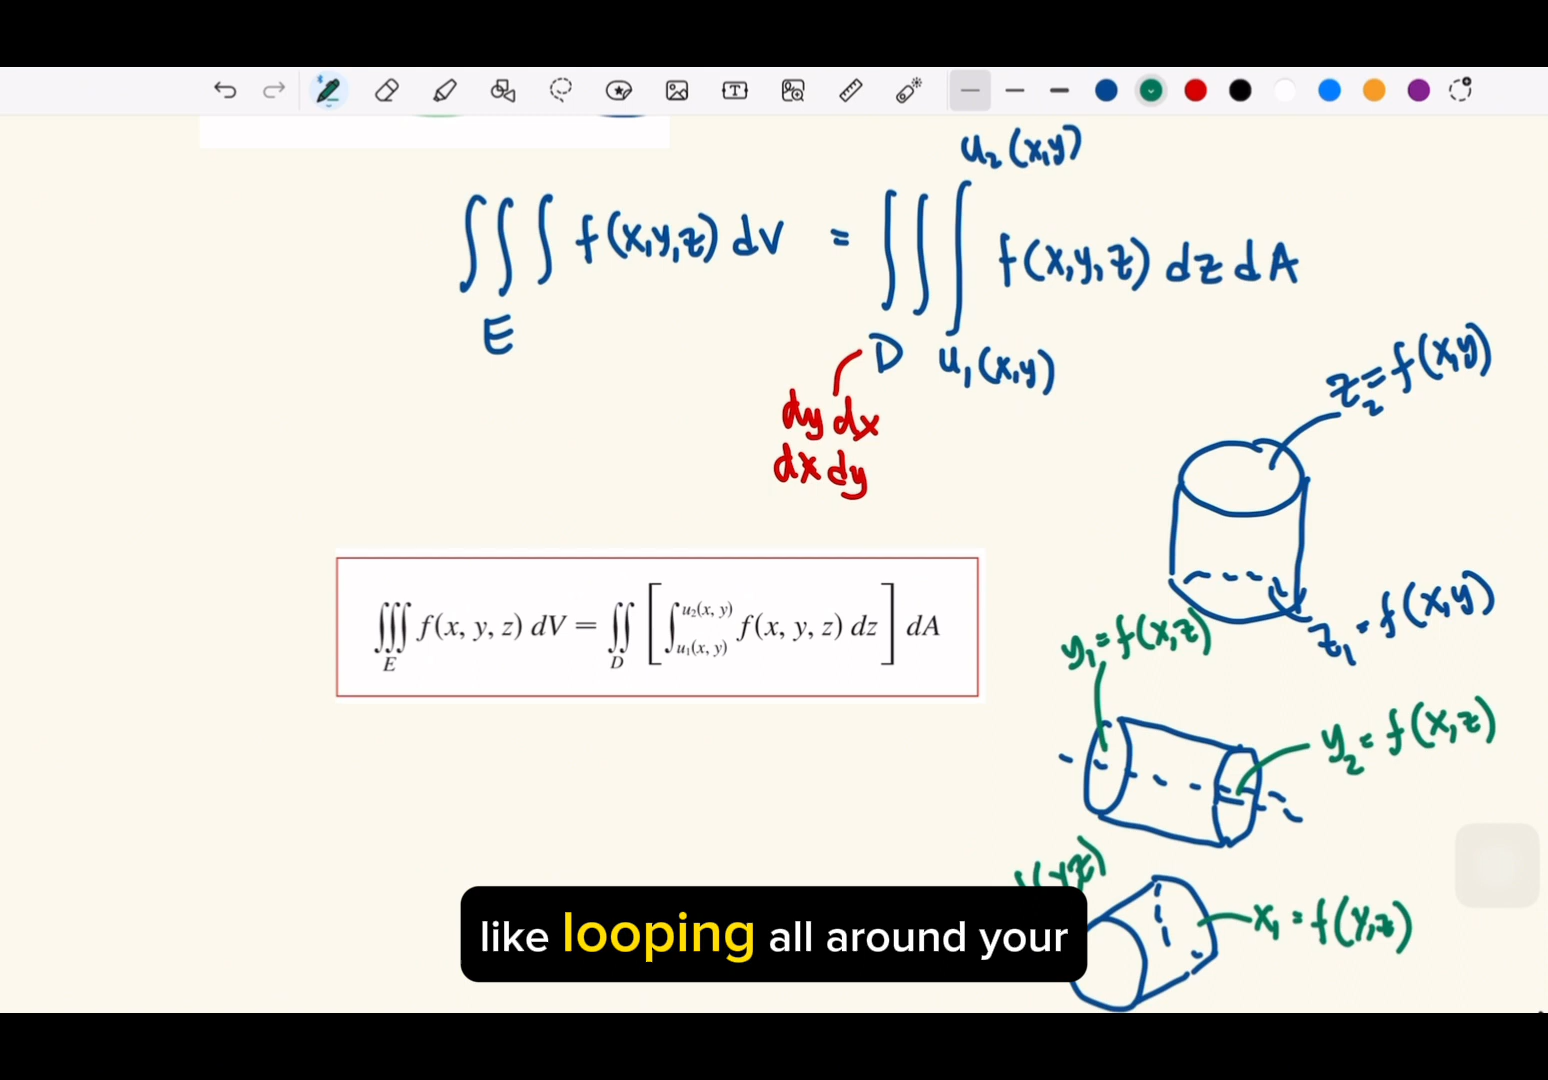 u₂(x,y)
∫∫∫ f(x,y,z) dV = ∫∫∫ f(x,y,z) dz dA
E D u₁(x,y)
dy dx
dx dy
z₂ = f(x,y)
z₁ = f(x,y)
∭ f(x, y, z) dV = ∬ [∫ u₂(x, y) u₁(x, y) f(x, y, z) dz] dA
E D
y₁ = f(x,z)
y₂ = f(x,z)
x₁ = f(y,z)
like looping all around your